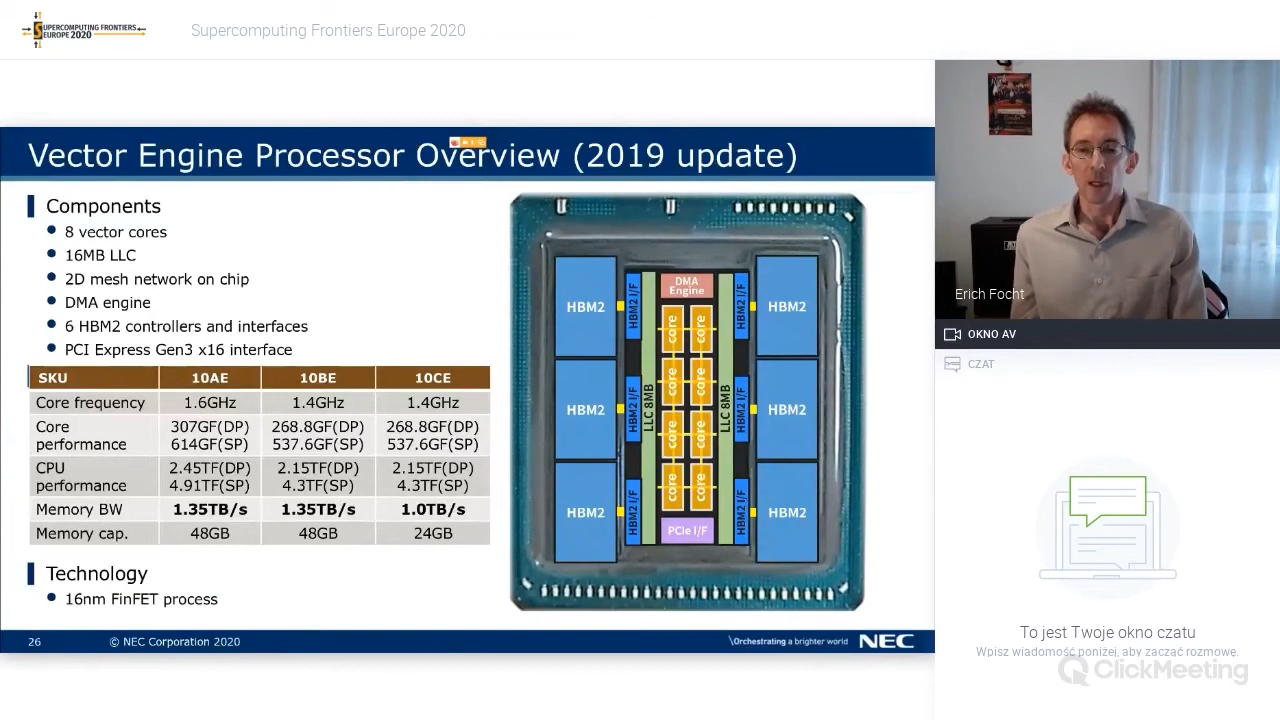 SUPERCOMPUTING FRONTIERS
EUROPE 2020
Supercomputing Frontiers Europe 2020
Vector Engine Processor Overview (2019 update)
Components
8 vector cores
16MB LLC
2D mesh network on chip
DMA engine
6 HBM2 controllers and interfaces
PCI Express Gen3 x16 interface
SKU 10AE 10BE 10CE
Core frequency 1.6GHz 1.4GHz 1.4GHz
Core performance 307GF(DP) 268.8GF(DP) 268.8GF(DP)
614GF(SP) 537.6GF(SP) 537.6GF(SP)
CPU performance 2.45TF(DP) 2.15TF(DP) 2.15TF(DP)
4.91TF(SP) 4.3TF(SP) 4.3TF(SP)
Memory BW 1.35TB/s 1.35TB/s 1.0TB/s
Memory cap. 48GB 48GB 24GB
Technology
16nm FinFET process
HBM2
HBM2
HBM2
HBM2 I/F
HBM2 I/F
HBM2 I/F
LLC 8MB
DMA
Engine
core core
core core
core core
core core
PCIe I/F
LLC 8MB
HBM2 I/F
HBM2 I/F
HBM2 I/F
HBM2
HBM2
HBM2
26 © NEC Corporation 2020
\Orchestrating a brighter world NEC
Erich Focht
OKNO AV
CZAT
To jest Twoje okno czatu
Wpisz wiadomość poniżej, aby zacząć rozmowę.
ClickMeeting